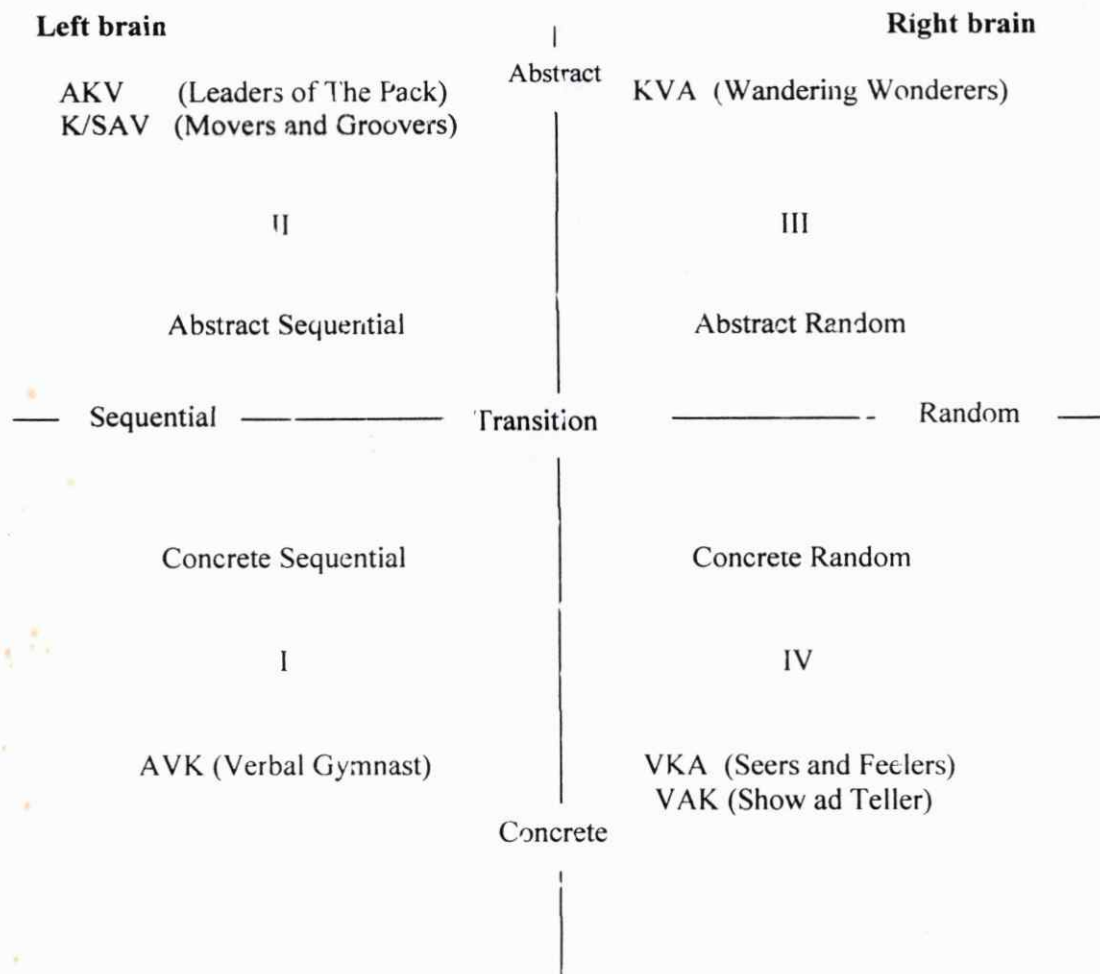 Left brain
Right brain
Abstract
AKV (Leaders of The Pack)
KVA (Wandering Wonderers)
K/SAV (Movers and Groovers)
II
III
Abstract Sequential
Abstract Random
Sequential
Transition
Random
Concrete Sequential
Concrete Random
I
IV
AVK (Verbal Gymnast)
VKA (Seers and Feelers)
VAK (Show ad Teller)
Concrete